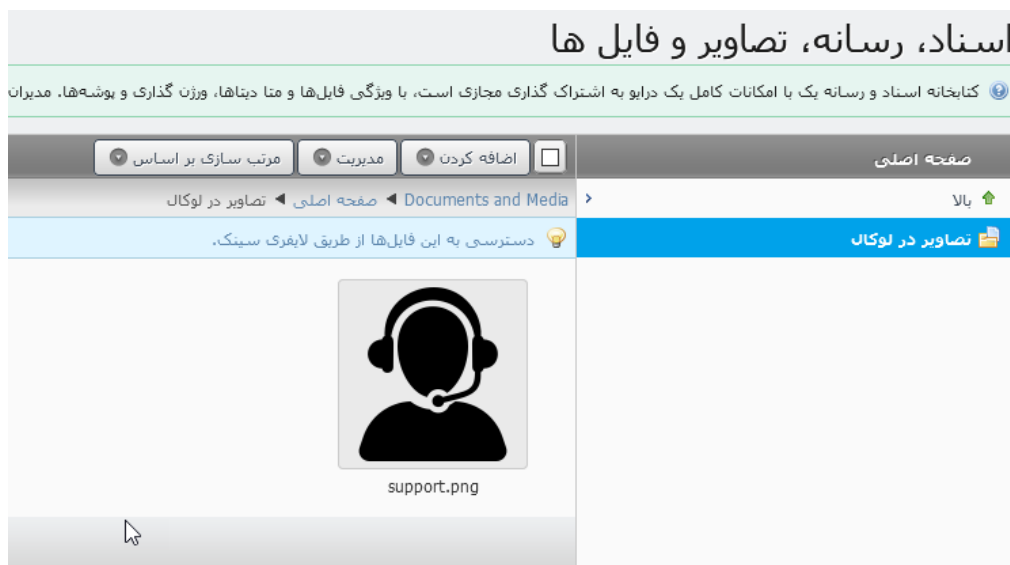 اسناد، رسانه، تصاویر و فایل ها
کتابخانه اسناد و رسانه یک با امکانات کامل یک درایو به اشتراک گذاری مجازی است، با ویژگی فایل‌ها و متا دیتاها، ورژن گذاری و پوشه‌ها. مدیران
صفحه اصلی
بالا
تصاویر در لوکال
اضافه کردن
مدیریت
مرتب سازی بر اساس
Documents and Media ◄ صفحه اصلی ◄ تصاویر در لوکال
دسترسی به این فایل‌ها از طریق لایفری سینک.
support.png